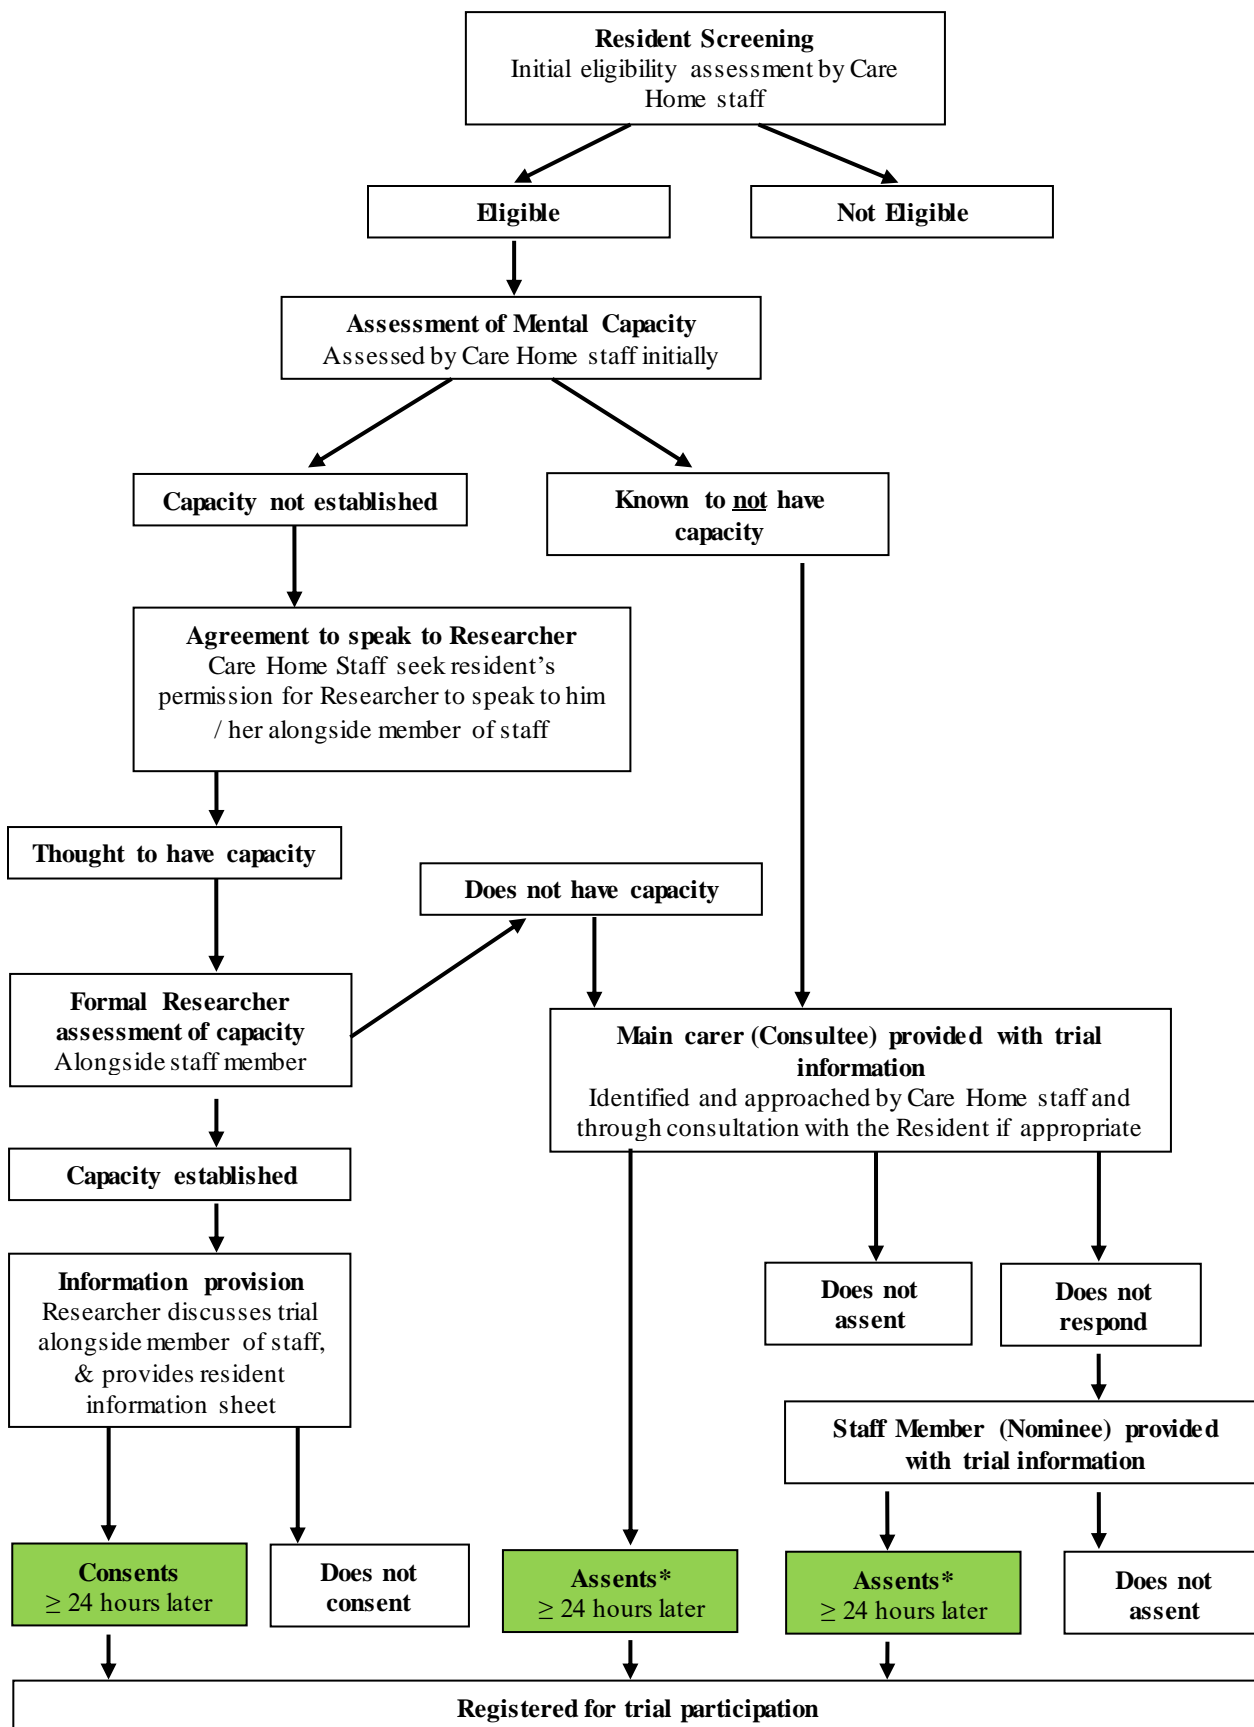 Resident Screening
Initial eligibility assessment by Care
Home staff
Eligible
Not Eligible
Assessment of Mental Capacity
Assessed by Care Home staff initially
Capacity not established
Known to not have
capacity
Agreement to speak to Researcher
Care Home Staff seek resident’s
permission for Researcher to speak to him
/ her alongside member of staff
Thought to have capacity
Does not have capacity
Formal Researcher
assessment of capacity
Alongside staff member
Main carer (Consultee) provided with trial
information
Identified and approached by Care Home staff and
through consultation with the Resident if appropriate
Capacity established
Information provision
Researcher discusses trial
alongside member of staff,
& provides resident
information sheet
Does not
assent
Does not
respond
Staff Member (Nominee) provided
with trial information
Consents
≥ 24 hours later
Does not
consent
Assents*
≥ 24 hours later
Assents*
≥ 24 hours later
Does not
assent
Registered for trial participation